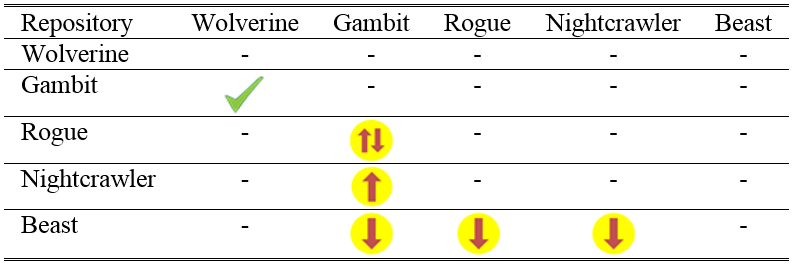 Repository Wolverine Gambit Rogue Nightcrawler Beast
Wolverine - - - - -
Gambit - - - -
Rogue - - - -
Nightcrawler - - - -
Beast - -